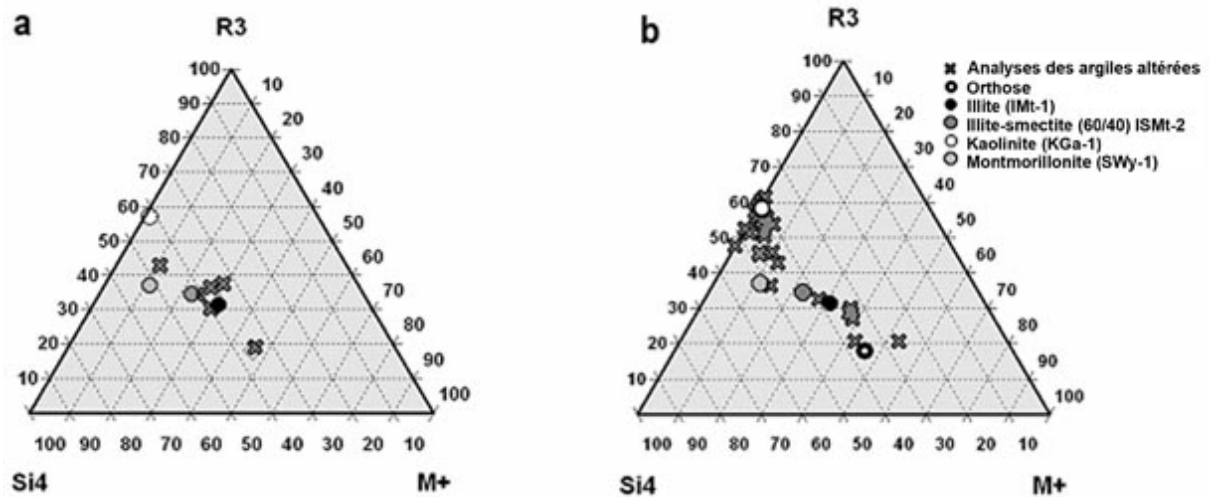 a
R3
100
90
80
70
60
50
40
30
20
10
10
20
30
40
50
60
70
80
90
100
100 90 80 70 60 50 40 30 20 10
Si4 M+
b
R3
100
90
80
70
60
50
40
30
20
10
10
20
30
40
50
60
70
80
90
100
100 90 80 70 60 50 40 30 20 10
Si4 M+
Analyses des argiles altérées
Orthose
Illite (IMt-1)
Illite-smectite (60/40) ISMt-2
Kaolinite (KGa-1)
Montmorillonite (SWy-1)